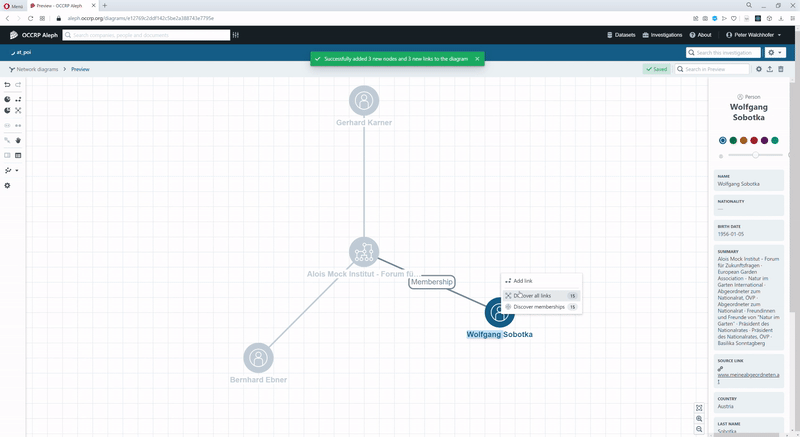 Menü
Preview
aleph.occrp.org/diagrams/e12749c2ddf142c5be2a388743e7795e
OCCRP Aleph
Search companies, people and documents
Datasets
Investigations
About
Peter Walchhofer
at_poi
Search this investigation
Successfully added 3 new nodes and 3 new links to the diagram
Network diagrams
Preview
Saved
Search in Preview
Gerhard Karner
Alois Mock Institut - Forum fü...
Membership
Add link
Discover all links 15
Discover memberships 15
Wolfgang Sobotka
Bernhard Ebner
Person
Wolfgang
Sobotka
NAME
Wolfgang Sobotka
NATIONALITY
—
BIRTH DATE
1956-01-05
SUMMARY
Alois Mock Institut - Forum
für Zukunftsfragen -
European Garden
Association - Natur im
Garten International -
Abgeordneter zum
Nationalrat, ÖVP -
Abgeordneter zum
Nationalrat - Freundinnen
und Freunde von "Natur im
Garten" - Präsident des
Nationalrates - Präsident
des Nationalrates, ÖVP -
Basilika Sonntagberg
SOURCE LINK
www.meineabgeordneten.a
t
COUNTRY
Austria
LAST NAME
Sobotka